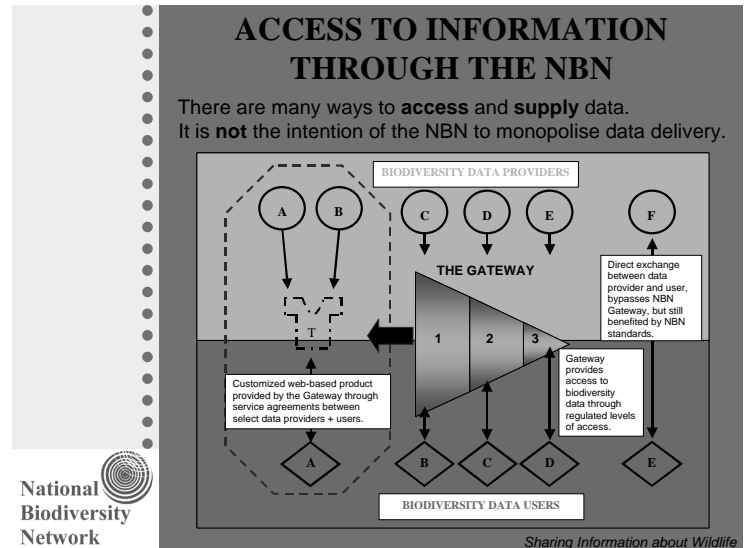 ACCESS TO INFORMATION
THROUGH THE NBN
There are many ways to access and supply data.
It is not the intention of the NBN to monopolise data delivery.
BIODIVERSITY DATA PROVIDERS
A
B
C
D
E
F
THE GATEWAY
Direct exchange
between data
provider and user,
bypasses NBN
Gateway, but still
benefited by NBN
standards.
T
1
2
3
Customized web-based product
provided by the Gateway through
service agreements between
select data providers + users.
Gateway
provides
access to
biodiversity
data through
regulated levels
of access.
A
B
C
D
E
BIODIVERSITY DATA USERS
National
Biodiversity
Network
Sharing Information about Wildlife